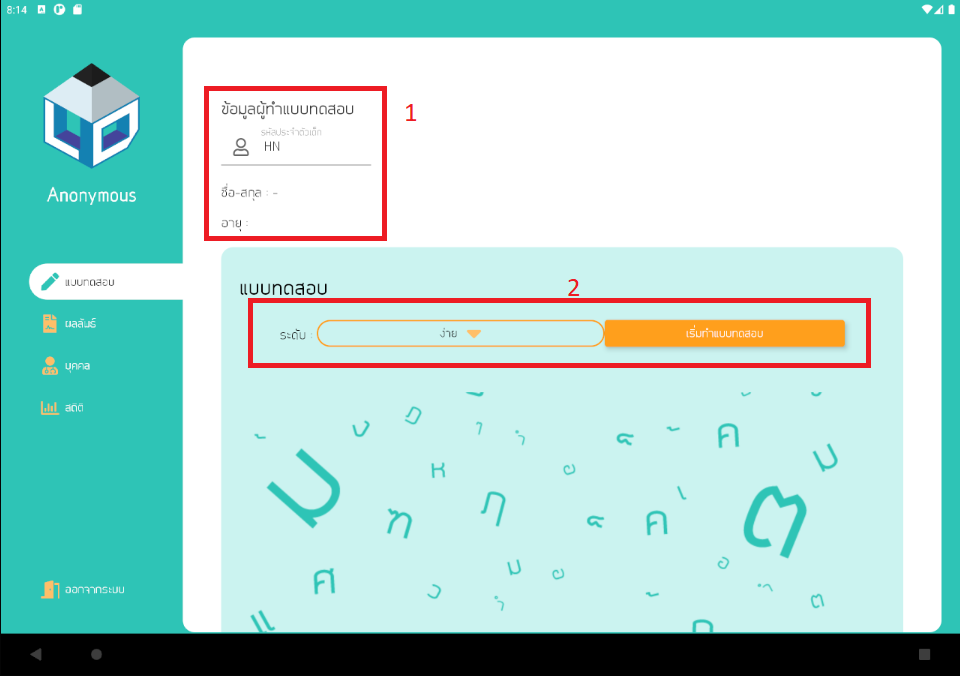 8:14
Anonymous
แบบทดสอบ
ผลลัพธ์
บุคคล
สถิติ
ออกจากระบบ
ข้อมูลผู้ทำแบบทดสอบ
1
รหัสประจำตัวเด็ก
HN
ชื่อ-สกุล : -
อายุ :
แบบทดสอบ
2
ระดับ : ง่าย เริ่มทำแบบทดสอบ